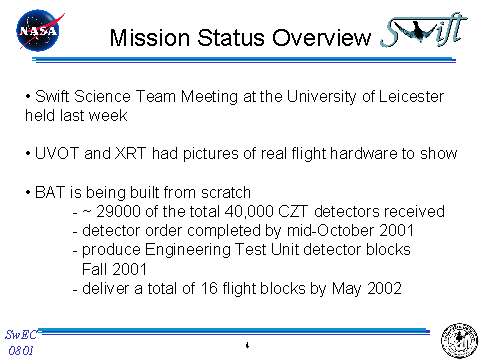 NASA
Mission Status Overview
Swift
• Swift Science Team Meeting at the University of Leicester
held last week
• UVOT and XRT had pictures of real flight hardware to show
• BAT is being built from scratch
- ~ 29000 of the total 40,000 CZT detectors received
- detector order completed by mid-October 2001
- produce Engineering Test Unit detector blocks
Fall 2001
- deliver a total of 16 flight blocks by May 2002
SwEC
0801